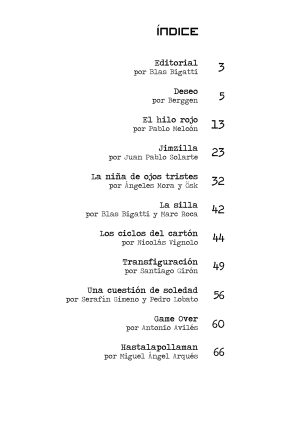 ÍNDICE
Editorial 3
por Blas Bigatti
Deseo 5
por Berggen
El hilo rojo 13
por Pablo Melcón
Jimzilla 23
por Juan Pablo Solarte
La niña de ojos tristes 32
por Ángeles Mora y Osk
La silla 42
por Blas Bigatti y Marc Roca
Los ciclos del cartón 44
por Nicolás Vignolo
Transfiguración 49
por Santiago Girón
Una cuestión de soledad 56
por Serafín Gimeno y Pedro Lobato
Game Over 60
por Antonio Avilés
Hastalapollaman 66
por Miguel Ángel Arqués